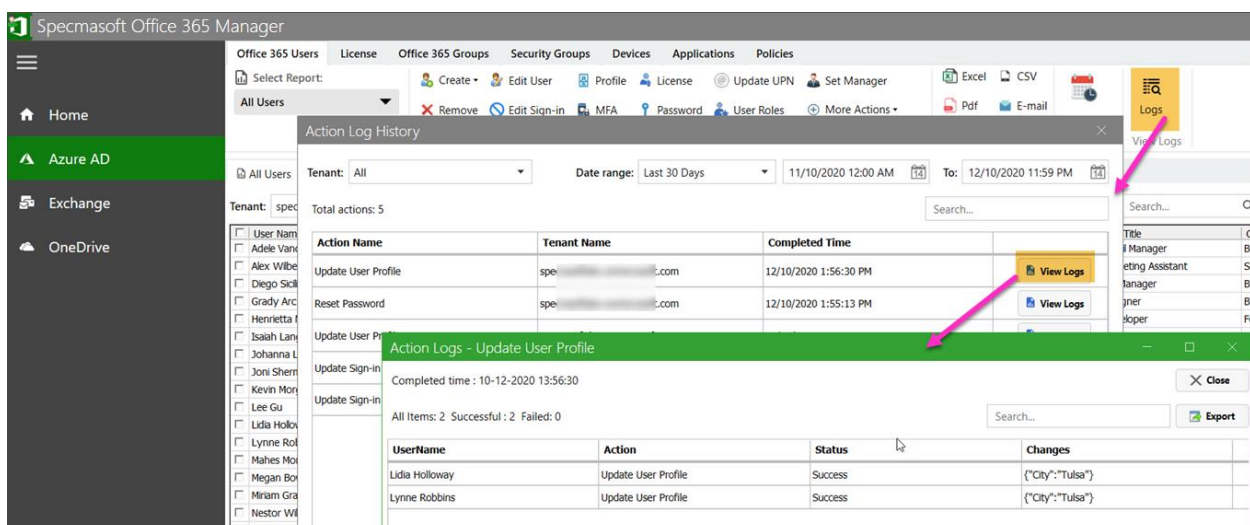 Specmasoft Office 365 Manager
Office 365 Users License Office 365 Groups Security Groups Devices Applications Policies
Select Report: Create Edit User Profile License Update UPN Set Manager Excel CSV
All Users Remove Edit Sign-in MFA Password User Roles More Actions Pdf E-mail Logs
Home
Action Log History View Logs
Azure AD
All Users Tenant: All Date range: Last 30 Days 11/10/2020 12:00 AM 14 To: 12/10/2020 11:59 PM 14
Exchange
Tenant: spec Total actions: 5 Search... Search...
User Nam Action Name Tenant Name Completed Time Title
OneDrive
Adele Vanc l Manager B
Alex Wilbe Update User Profile spe .com 12/10/2020 1:56:30 PM View Logs eting Assistant S
Diego Sicili Manager B
Grady Arc Reset Password spe .com 12/10/2020 1:55:13 PM View Logs gner B
Henrietta eloper F
Isaiah Lang Update User Pr
Johanna L Action Logs - Update User Profile
Joni Sherr Update Sign-in
Kevin Morg Completed time : 10-12-2020 13:56:30 Close
Lee Gu Update Sign-in
Lidia Hollov All Items: 2 Successful : 2 Failed: 0 Search... Export
Lynne Rob
Mahes Mo UserName Action Status Changes
Megan Bo Lidia Holloway Update User Profile Success {"City":"Tulsa"}
Miriam Gra Lynne Robbins Update User Profile Success {"City":"Tulsa"}
Nestor Wil